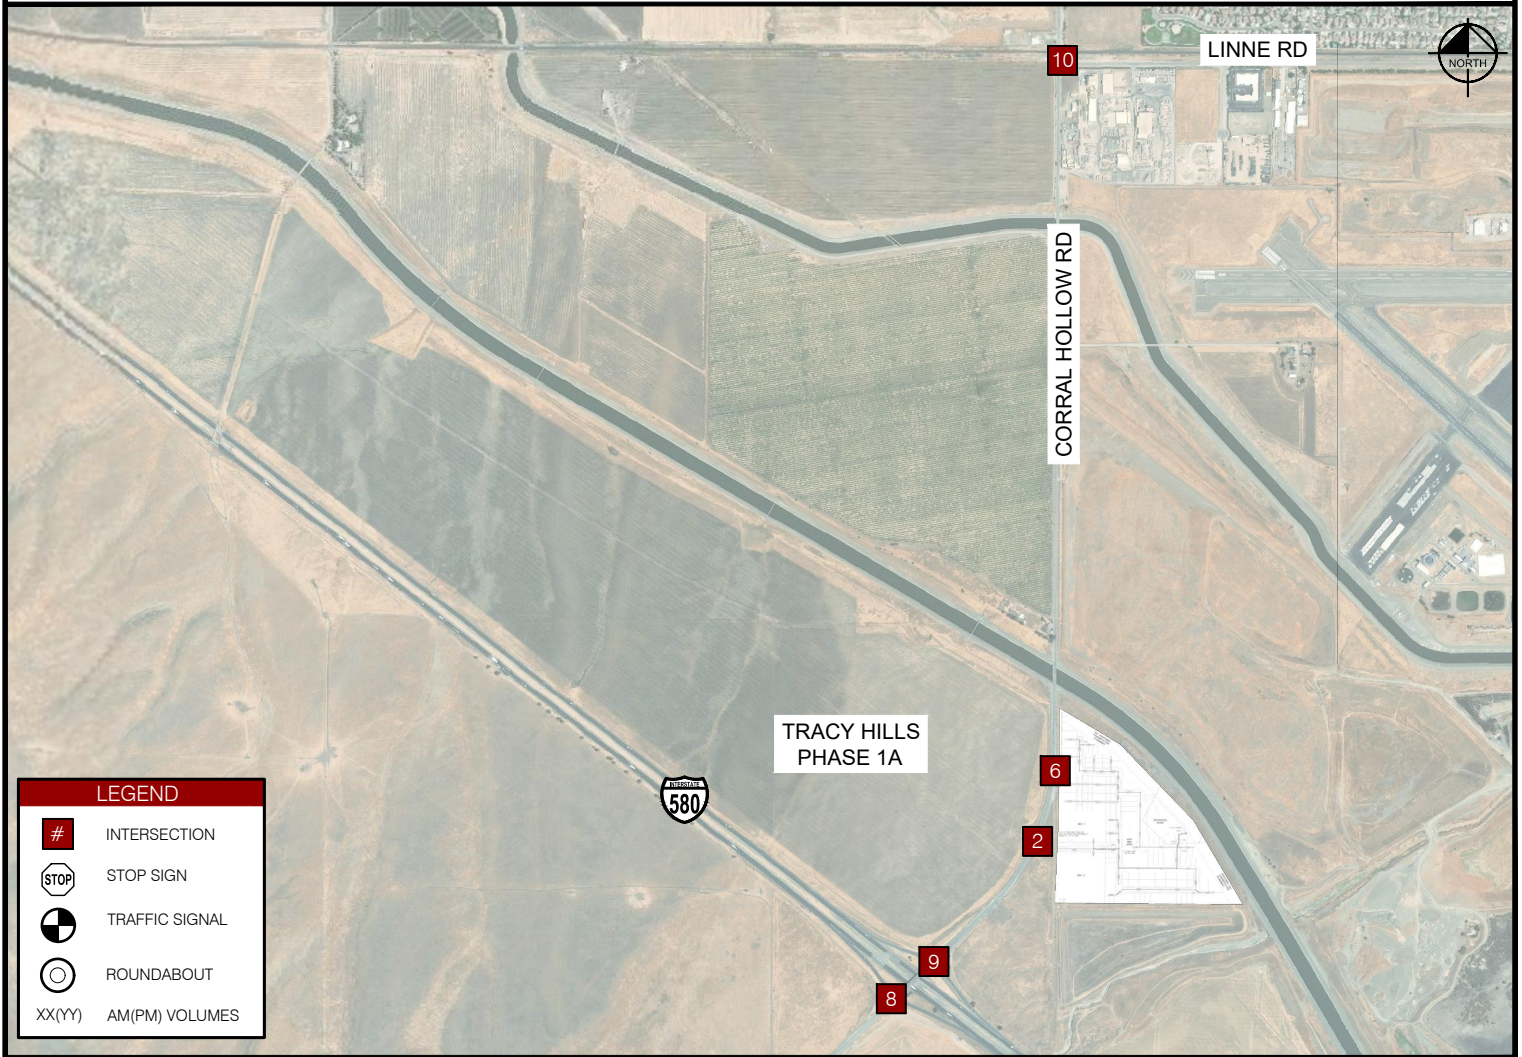 10
LINNE RD
NORTH
CORRAL HOLLOW RD
TRACY HILLS
PHASE 1A
6
INTERSTATE
580
2
9
8
LEGEND
# INTERSECTION
STOP STOP SIGN
TRAFFIC SIGNAL
ROUNDABOUT
XX(YY) AM(PM) VOLUMES